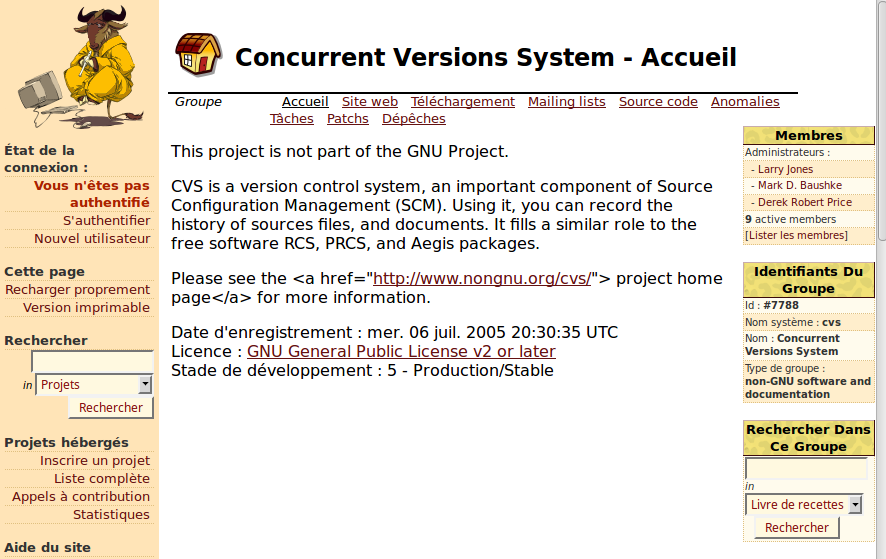 Concurrent Versions System - Accueil
Groupe Accueil Site web Téléchargement Mailing lists Source code Anomalies
Tâches Patchs Dépêches
État de la
connexion :
Vous n'êtes pas
authentifié
S'authentifier
Nouvel utilisateur
Cette page
Recharger proprement
Version imprimable
Rechercher
in Projets
Rechercher
Projets hébergés
Inscrire un projet
Liste complète
Appels à contribution
Statistiques
Aide du site
This project is not part of the GNU Project.
CVS is a version control system, an important component of Source
Configuration Management (SCM). Using it, you can record the
history of sources files, and documents. It fills a similar role to the
free software RCS, PRCS, and Aegis packages.
Please see the <a href="http://www.nongnu.org/cvs/"> project home
page</a> for more information.
Date d'enregistrement : mer. 06 juil. 2005 20:30:35 UTC
Licence : GNU General Public License v2 or later
Stade de développement : 5 - Production/Stable
Membres
Administrateurs :
- Larry Jones
- Mark D. Baushke
- Derek Robert Price
9 active members
[Lister les membres]
Identifiants Du
Groupe
Id : #7788
Nom système : cvs
Nom : Concurrent
Versions System
Type de groupe :
non-GNU software and
documentation
Rechercher Dans
Ce Groupe
in
Livre de recettes
Rechercher